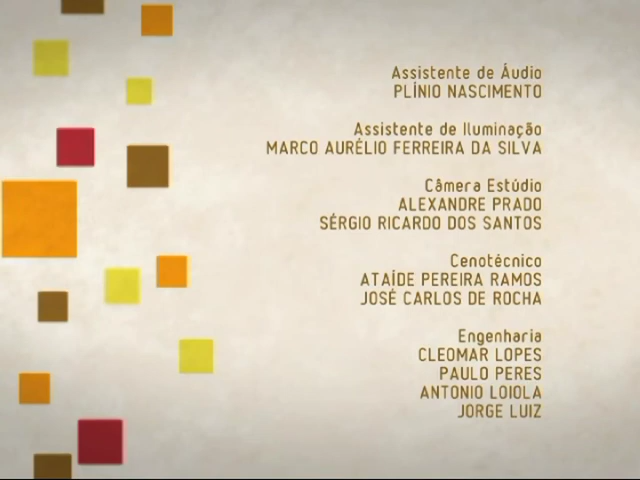 Assistente de Áudio
PLÍNIO NASCIMENTO
Assistente de Iluminação
MARCO AURÉLIO FERREIRA DA SILVA
Câmera Estúdio
ALEXANDRE PRADO
SÉRGIO RICARDO DOS SANTOS
Cenotécnico
ATAÍDE PEREIRA RAMOS
JOSÉ CARLOS DE ROCHA
Engenharia
CLEOMAR LOPES
PAULO PERES
ANTONIO LOIOLA
JORGE LUIZ